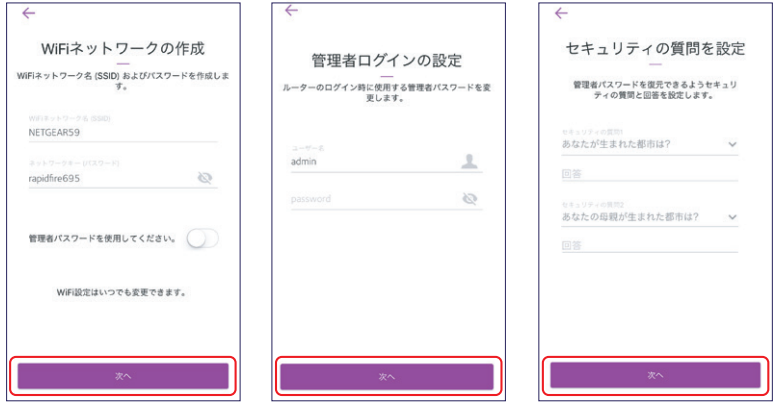 WiFiネットワークの作成
WiFiネットワーク名 (SSID) およびパスワードを作成しま
す。
WiFiネットワーク名 (SSID)
NETGEAR59
ネットワークキー (パスワード)
rapidfire695
管理者パスワードを使用してください。
WiFi設定はいつでも変更できます。
次へ
管理者ログインの設定
ルーターのログイン時に使用する管理者パスワードを変
更します。
ユーザー名
admin
password
次へ
セキュリティの質問を設定
管理者パスワードを復元できるようセキュリ
ティの質問と回答を設定します。
セキュリティの質問1
あなたが生まれた都市は?
回答
セキュリティの質問2
あなたの母親が生まれた都市は?
回答
次へ